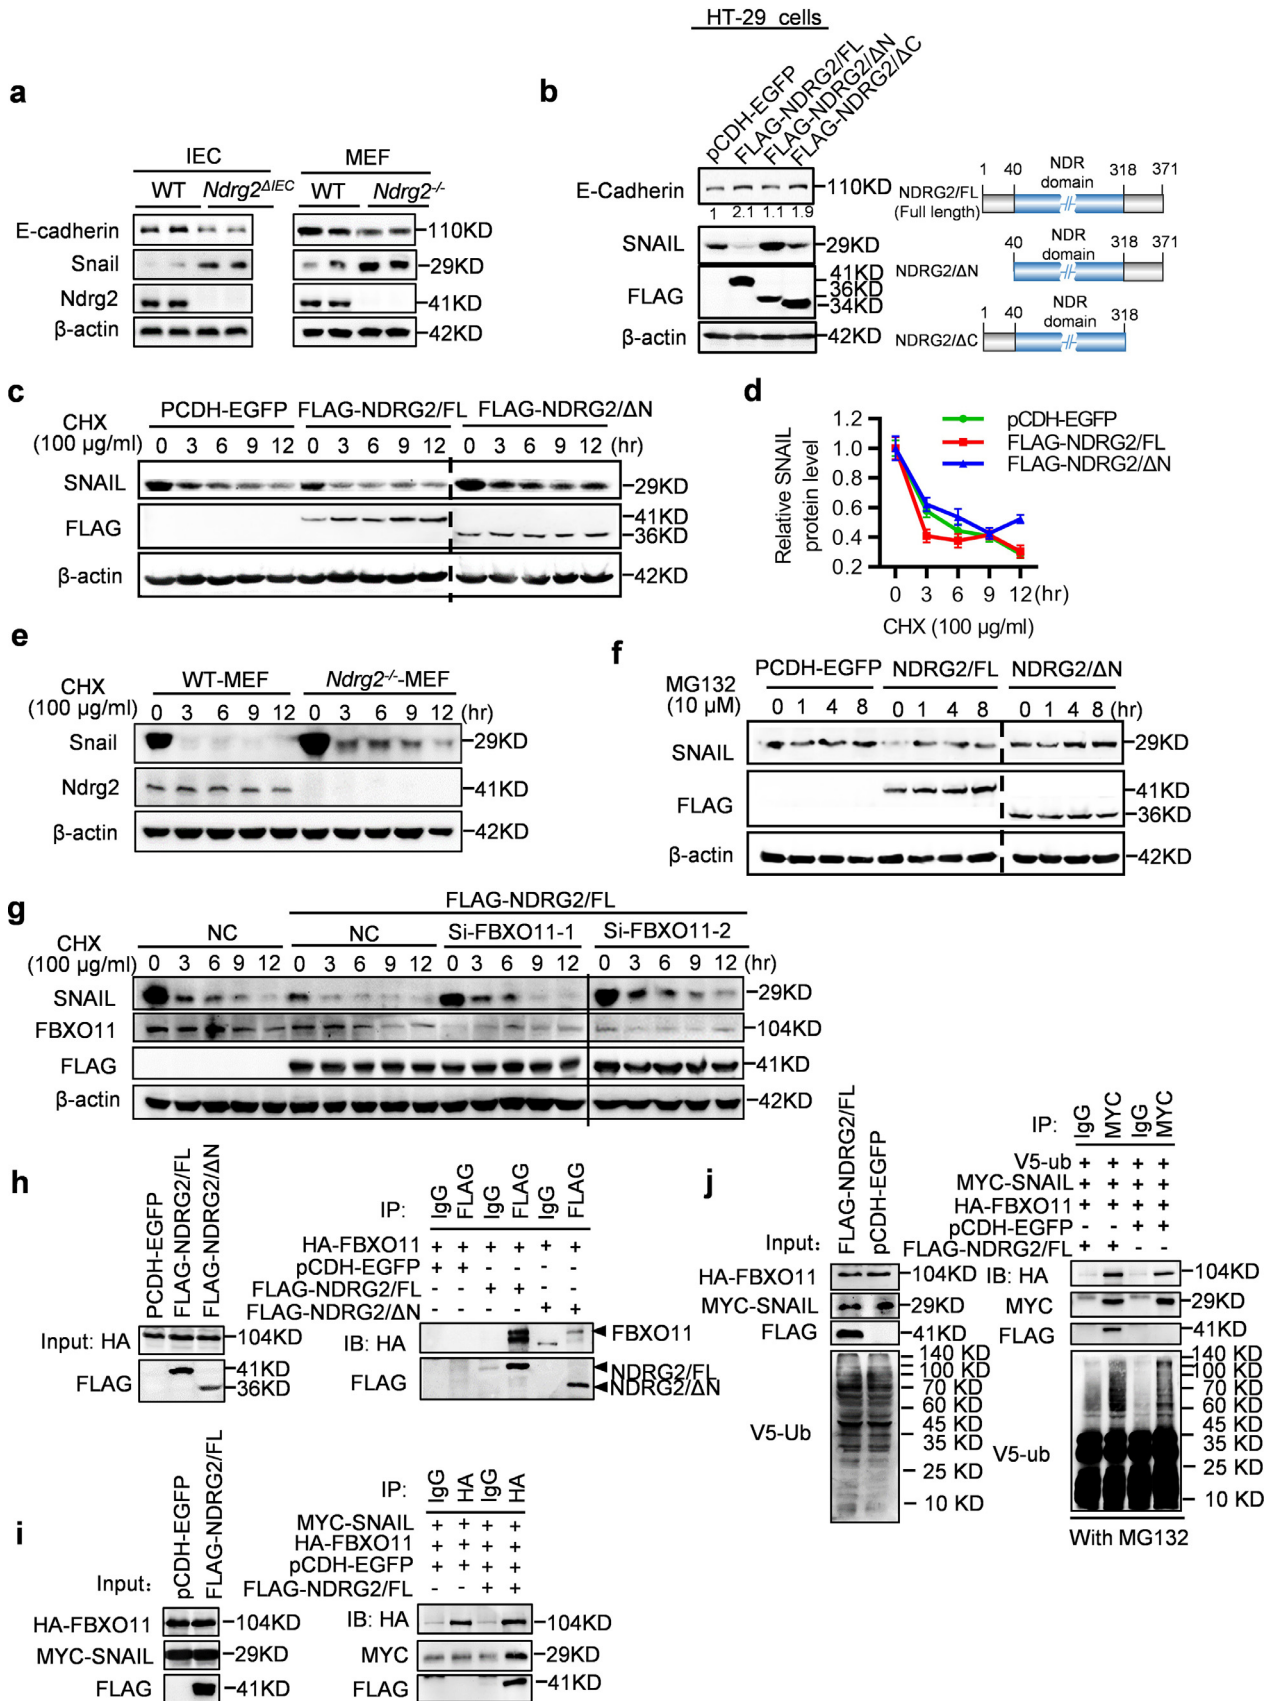 a
IEC
MEF
WT
Ndrg2ΔIEC
WT
Ndrg2-/-
E-cadherin
-110KD
Snail
-29KD
Ndrg2
-41KD
β-actin
-42KD
b
HT-29 cells
pCDH-EGFP
FLAG-NDRG2/FL
FLAG-NDRG2/ΔN
FLAG-NDRG2/ΔC
E-Cadherin
-110KD
1 2.1 1.1 1.9
SNAIL
-29KD
FLAG
41KD
36KD
34KD
β-actin
-42KD
1 40 NDR domain 318 371
NDRG2/FL
(Full length)
40 NDR domain 318 371
NDRG2/ΔN
1 40 NDR domain 318
NDRG2/ΔC
c
CHX
(100 μg/ml)
PCDH-EGFP FLAG-NDRG2/FL FLAG-NDRG2/ΔN
0 3 6 9 12 0 3 6 9 12 0 3 6 9 12 (hr)
SNAIL
-29KD
FLAG
-41KD
-36KD
β-actin
-42KD
d
Relative SNAIL
protein level
1.2
1.0
0.8
0.6
0.4
0.2
pCDH-EGFP
FLAG-NDRG2/FL
FLAG-NDRG2/ΔN
0 3 6 9 12 (hr)
CHX (100 μg/ml)
e
CHX
(100 μg/ml)
WT-MEF Ndrg2-/--MEF
0 3 6 9 12 0 3 6 9 12 (hr)
Snail
-29KD
Ndrg2
-41KD
β-actin
-42KD
f
MG132
(10 μM)
PCDH-EGFP NDRG2/FL NDRG2/ΔN
0 1 4 8 0 1 4 8 0 1 4 8 (hr)
SNAIL
-29KD
FLAG
-41KD
-36KD
β-actin
-42KD
g
FLAG-NDRG2/FL
CHX
(100 μg/ml)
NC NC Si-FBXO11-1 Si-FBXO11-2
0 3 6 9 12 0 3 6 9 12 0 3 6 9 12 0 3 6 9 12 (hr)
SNAIL
-29KD
FBXO11
-104KD
FLAG
-41KD
β-actin
-42KD
h
PCDH-EGFP
FLAG-NDRG2/FL
FLAG-NDRG2/ΔN
Input: HA
-104KD
FLAG
-41KD
-36KD
IP: IgG FLAG IgG FLAG IgG FLAG
HA-FBXO11 + + + + + +
pCDH-EGFP + + - - - -
FLAG-NDRG2/FL - - + + - -
FLAG-NDRG2/ΔN - - - - + +
IB: HA
FBXO11
FLAG
NDRG2/FL
NDRG2/ΔN
i
pCDH-EGFP
FLAG-NDRG2/FL
Input:
HA-FBXO11
-104KD
MYC-SNAIL
-29KD
FLAG
-41KD
IP: IgG HA IgG HA
MYC-SNAIL + + + +
HA-FBXO11 + + + +
pCDH-EGFP + + + +
FLAG-NDRG2/FL - - + +
IB: HA
-104KD
MYC
-29KD
FLAG
-41KD
j
FLAG-NDRG2/FL
pCDH-EGFP
Input:
HA-FBXO11
-104KD
MYC-SNAIL
-29KD
FLAG
-41KD
V5-Ub
140 KD
100 KD
70 KD
60 KD
45 KD
35 KD
25 KD
10 KD
IP: IgG MYC IgG MYC
V5-ub + + + +
MYC-SNAIL + + + +
HA-FBXO11 + + + +
pCDH-EGFP - - + +
FLAG-NDRG2/FL + + - -
IB: HA
-104KD
MYC
-29KD
FLAG
-41KD
V5-ub
140 KD
100 KD
70 KD
60 KD
45 KD
35 KD
25 KD
10 KD
With MG132